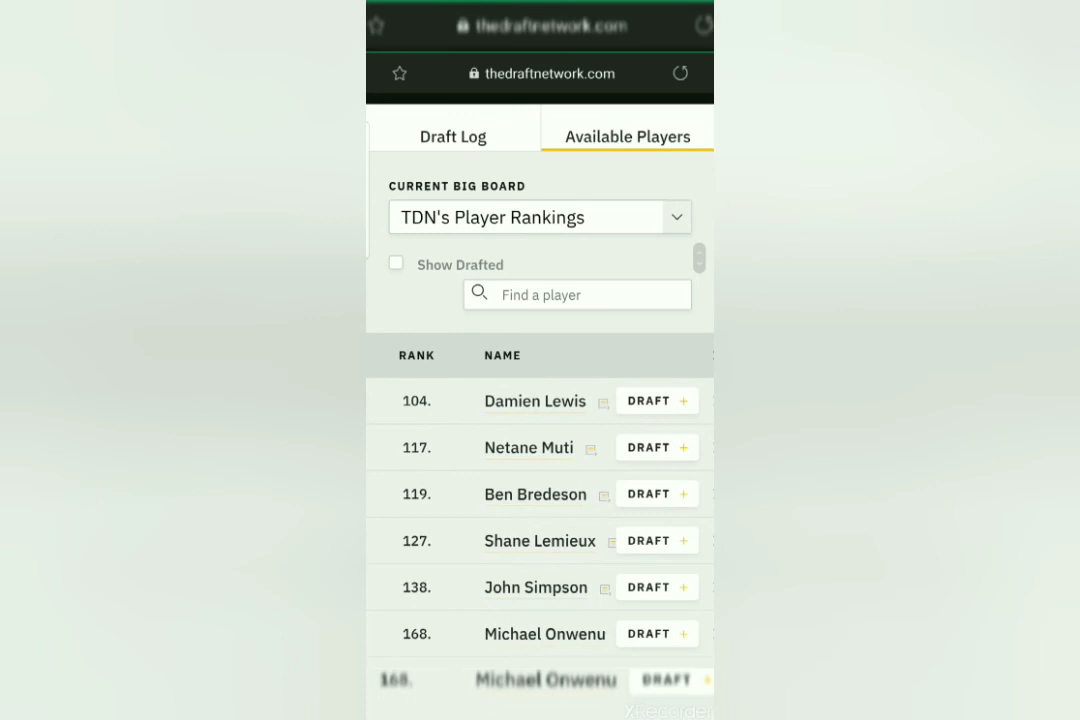 thedraftnetwork.com
thedraftnetwork.com
Draft Log Available Players
CURRENT BIG BOARD
TDN's Player Rankings
Show Drafted
Find a player
RANK NAME
104. Damien Lewis DRAFT +
117. Netane Muti DRAFT +
119. Ben Bredeson DRAFT +
127. Shane Lemieux DRAFT +
138. John Simpson DRAFT +
168. Michael Onwenu DRAFT +
168. Michael Onwenu DRAFT +
XRecorder